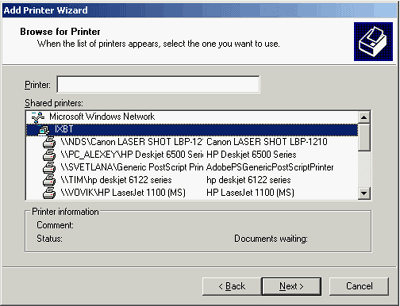 Add Printer Wizard
Browse for Printer
When the list of printers appears, select the one you want to use.
Printer:
Shared printers:
Microsoft Windows Network
IXBT
\\NDS\Canon LASER SHOT LBP-12 Canon LASER SHOT LBP-1210
\\PC_ALEXEY\HP Deskjet 6500 Seri HP Deskjet 6500 Series
\\SVETLANA\Generic PostScript Prin AdobePSGenericPostScriptPrinter
\\TIM\hp deskjet 6122 series hp deskjet 6122 series
\\VOVIK\HP LaserJet 1100 (MS) HP LaserJet 1100 (MS)
Printer information
Comment:
Status: Documents waiting:
< Back Next > Cancel